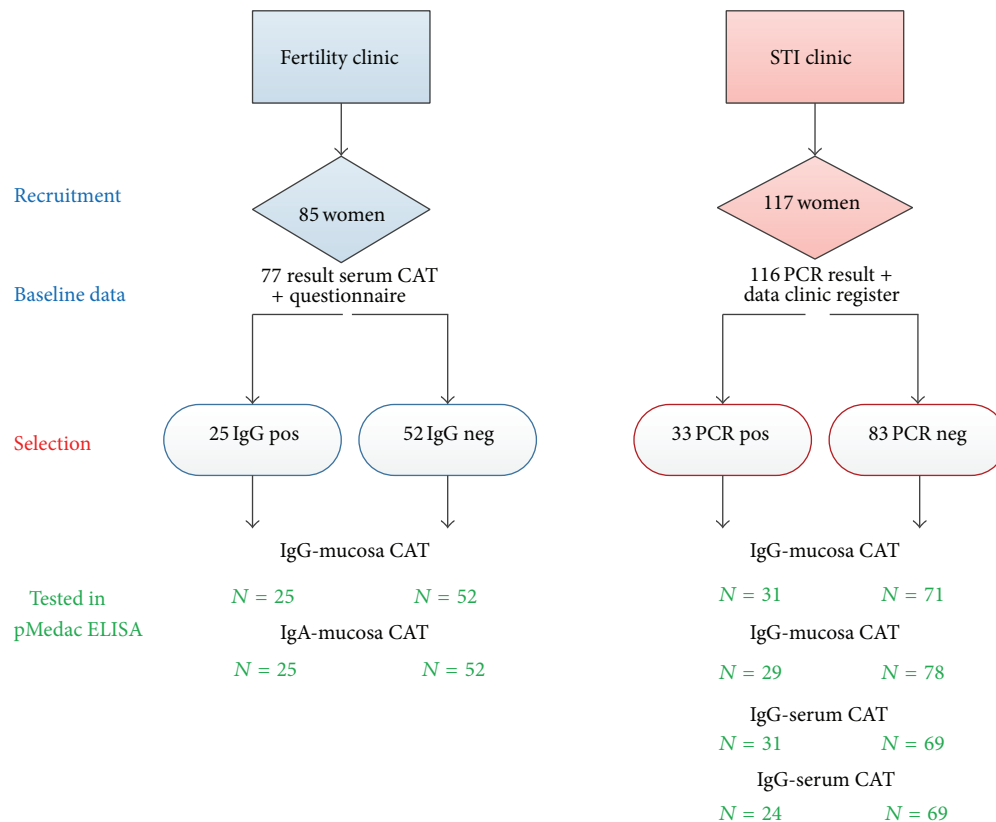 Fertility clinic
STI clinic
Recruitment
85 women
117 women
Baseline data
77 result serum CAT
+ questionnaire
116 PCR result +
data clinic register
Selection
25 IgG pos
52 IgG neg
33 PCR pos
83 PCR neg
Tested in
pMedac ELISA
IgG-mucosa CAT
N = 25
N = 52
IgA-mucosa CAT
N = 25
N = 52
IgG-mucosa CAT
N = 31
N = 71
IgG-mucosa CAT
N = 29
N = 78
IgG-serum CAT
N = 31
N = 69
IgG-serum CAT
N = 24
N = 69